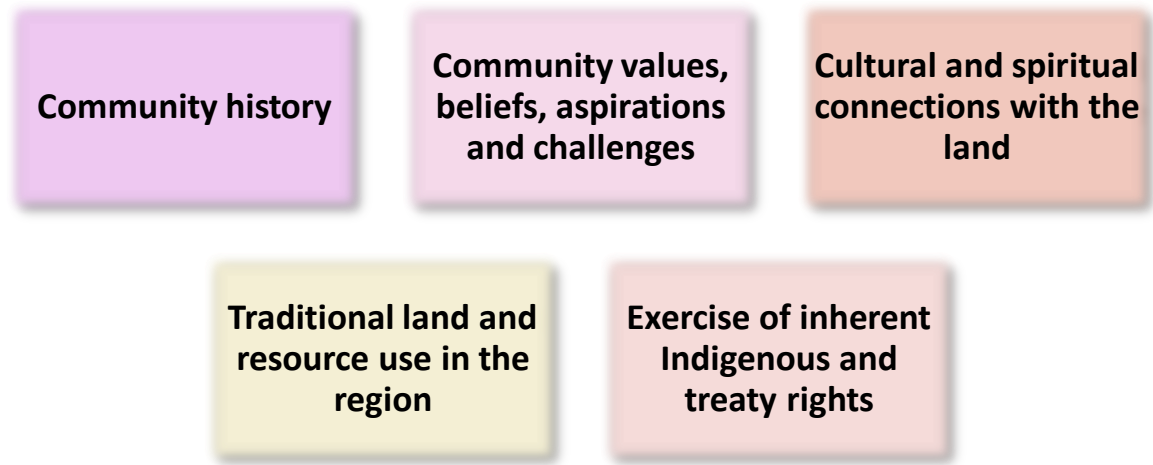 Community history
Community values,
beliefs, aspirations
and challenges
Cultural and spiritual
connections with the
land
Traditional land and
resource use in the
region
Exercise of inherent
Indigenous and
treaty rights